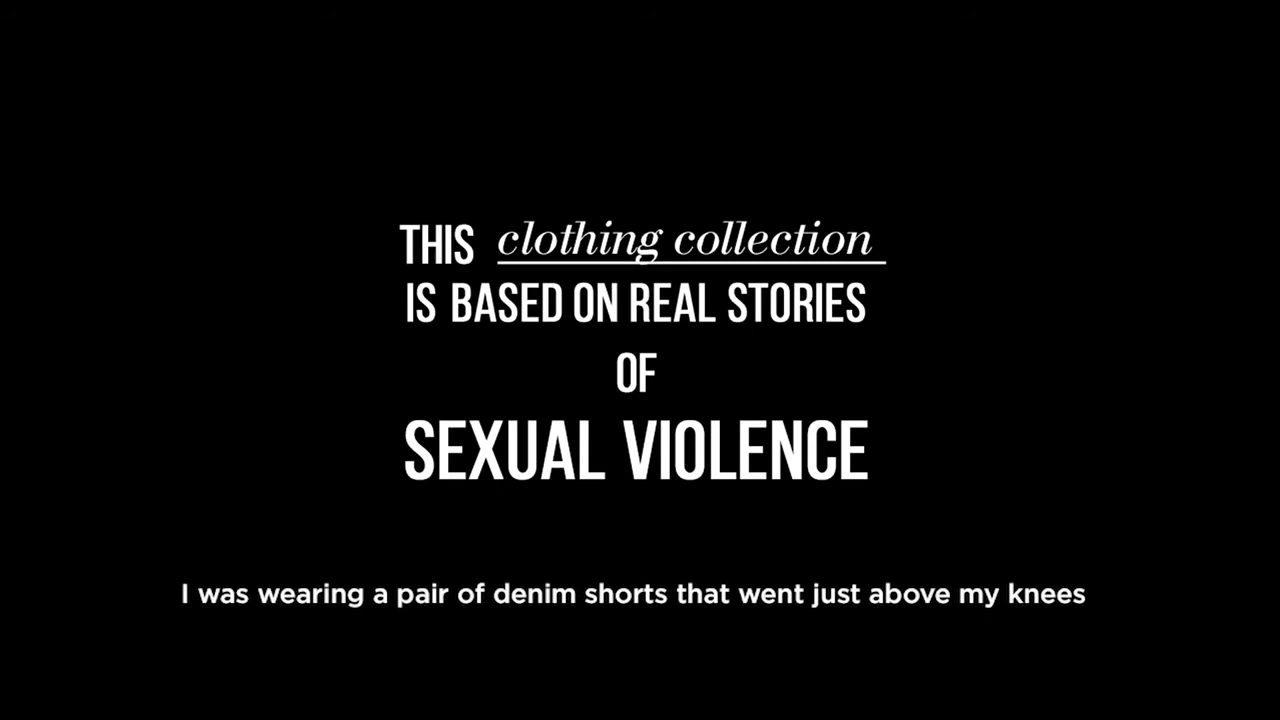 THIS clothing collection
IS BASED ON REAL STORIES
OF
SEXUAL VIOLENCE
I was wearing a pair of denim shorts that went just above my knees